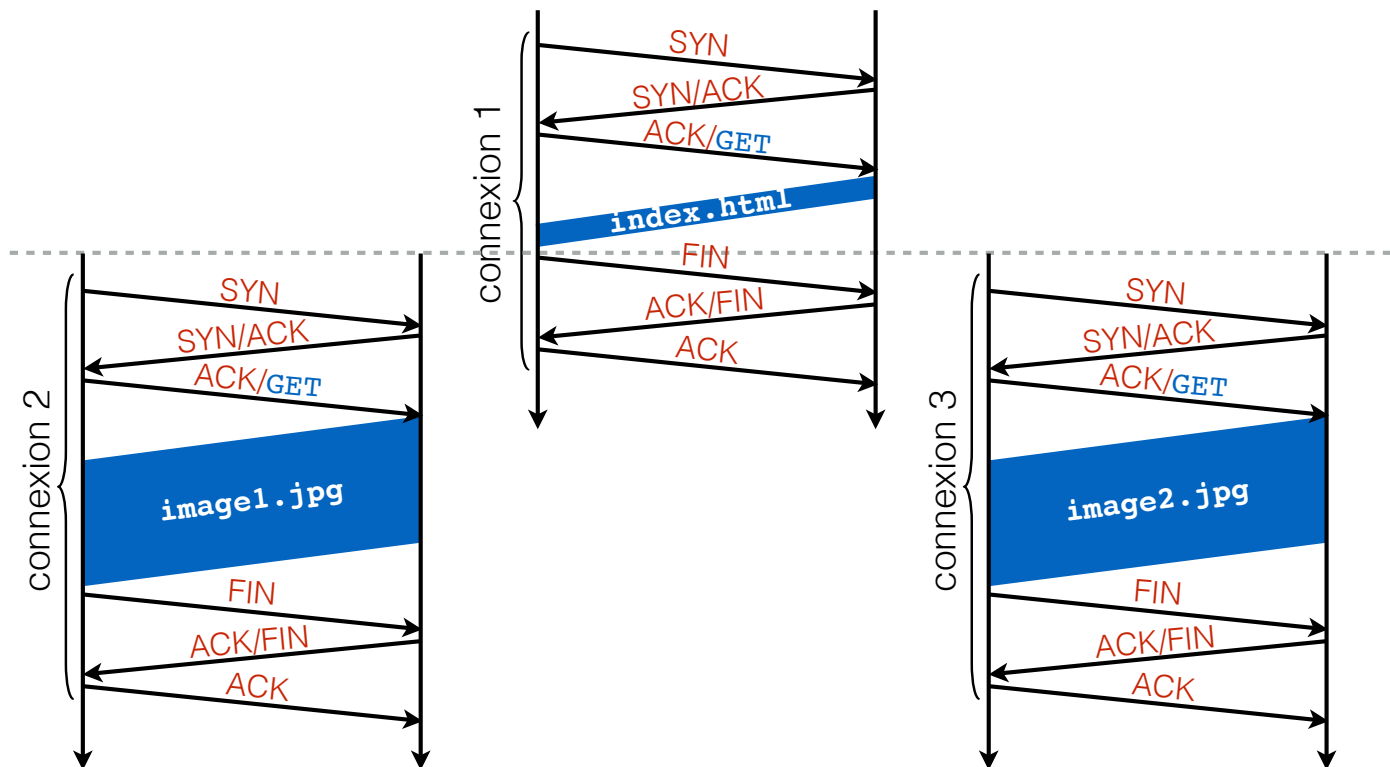 connexion 1
SYN
SYN/ACK
ACK/GET
index.html
FIN
ACK/FIN
ACK
connexion 2
SYN
SYN/ACK
ACK/GET
image1.jpg
FIN
ACK/FIN
ACK
connexion 3
SYN
SYN/ACK
ACK/GET
image2.jpg
FIN
ACK/FIN
ACK